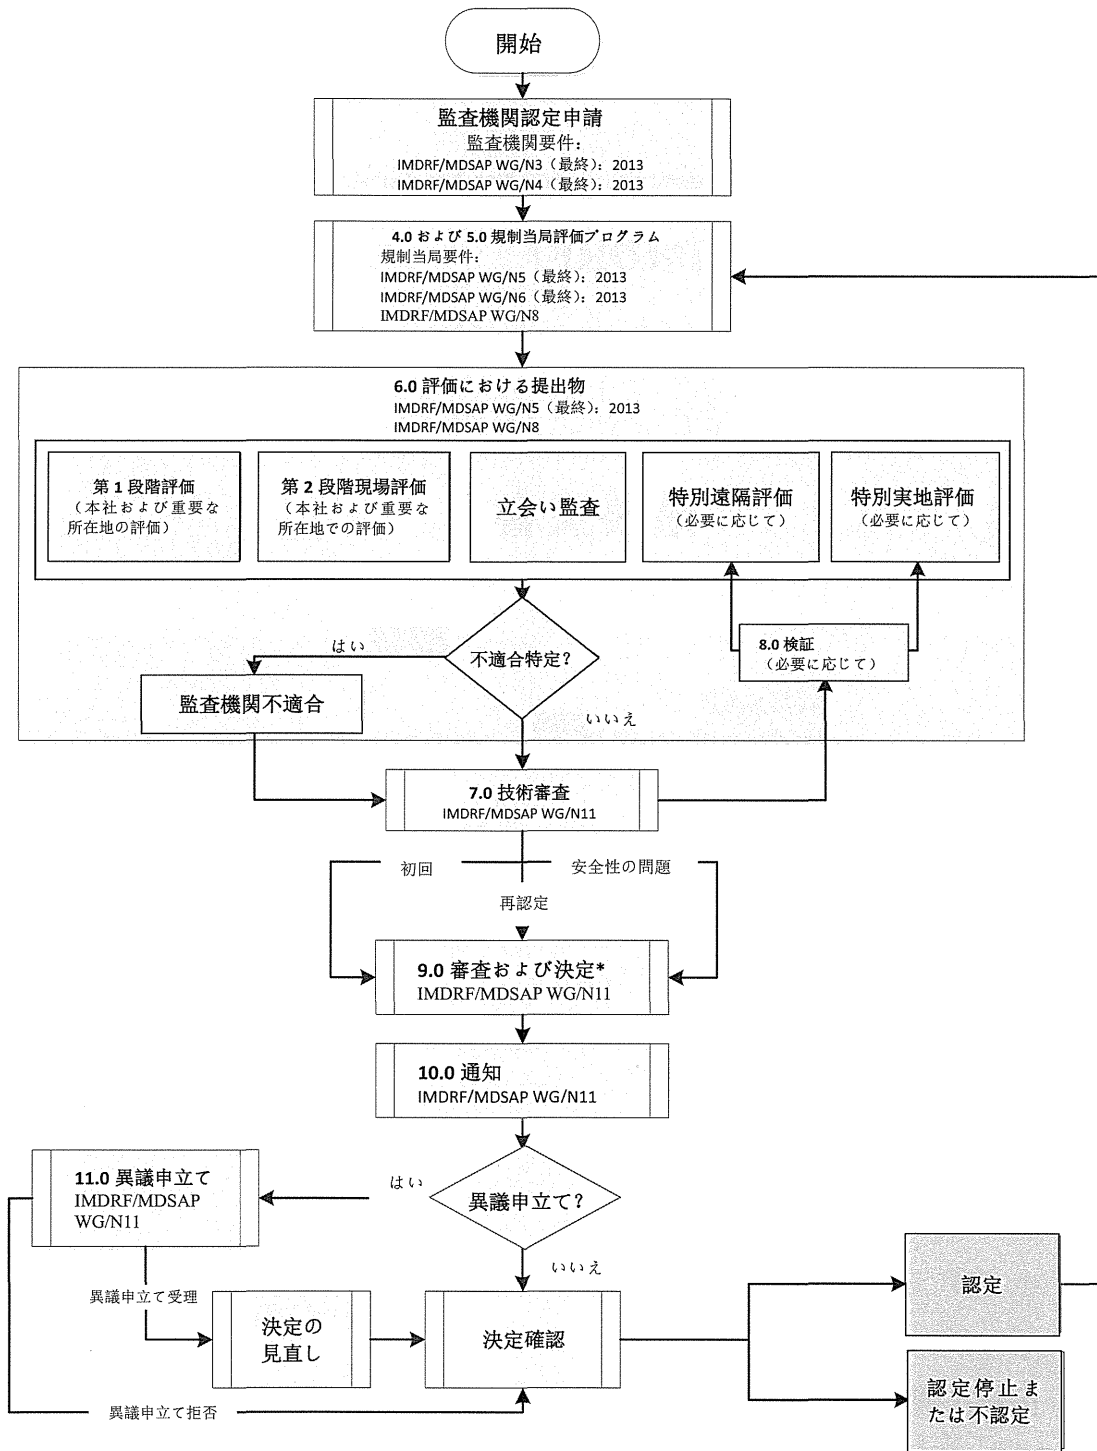 開始
監査機関認定申請
監査機関要件：
IMDRF/MDSAP WG/N3（最終）：2013
IMDRF/MDSAP WG/N4（最終）：2013
4.0 および 5.0 規制当局評価プログラム
規制当局要件：
IMDRF/MDSAP WG/N5（最終）：2013
IMDRF/MDSAP WG/N6（最終）：2013
IMDRF/MDSAP WG/N8
6.0 評価における提出物
IMDRF/MDSAP WG/N5（最終）：2013
IMDRF/MDSAP WG/N8
第 1 段階評価
（本社および重要な
所在地の評価）
第 2 段階現場評価
（本社および重要な
所在地での評価）
立会い監査
特別遠隔評価
（必要に応じて）
特別実地評価
（必要に応じて）
不適合特定？
はい
いいえ
8.0 検証
（必要に応じて）
監査機関不適合
7.0 技術審査
IMDRF/MDSAP WG/N11
初回
安全性の問題
再認定
9.0 審査および決定*
IMDRF/MDSAP WG/N11
10.0 通知
IMDRF/MDSAP WG/N11
異議申立て？
はい
いいえ
11.0 異議申立て
IMDRF/MDSAP
WG/N11
異議申立て受理
決定の
見直し
決定確認
異議申立て拒否
認定
認定停止ま
たは不認定